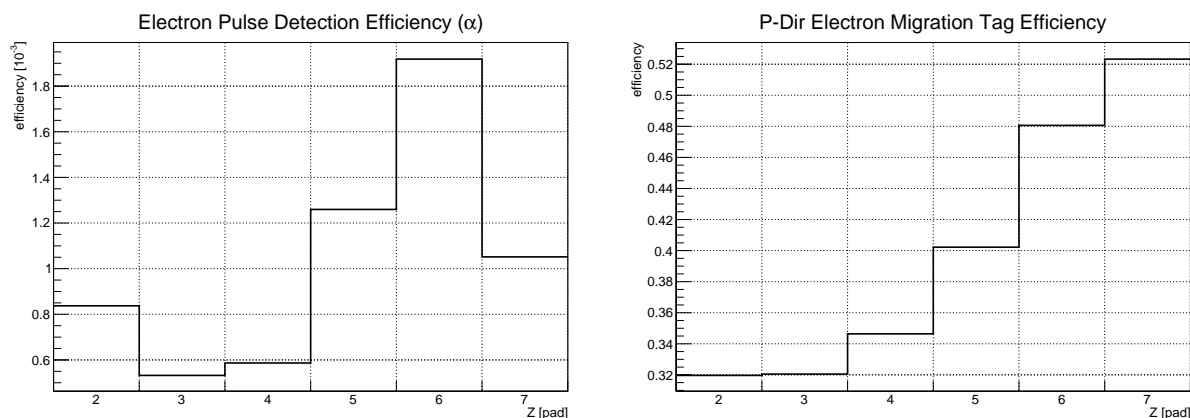 Electron Pulse Detection Efficiency (α)
efficiency [10⁻³]
1.8
1.6
1.4
1.2
1
0.8
0.6
2 3 4 5 6 7
Z [pad]
P-Dir Electron Migration Tag Efficiency
efficiency
0.52
0.5
0.48
0.46
0.44
0.42
0.4
0.38
0.36
0.34
0.32
2 3 4 5 6 7
Z [pad]